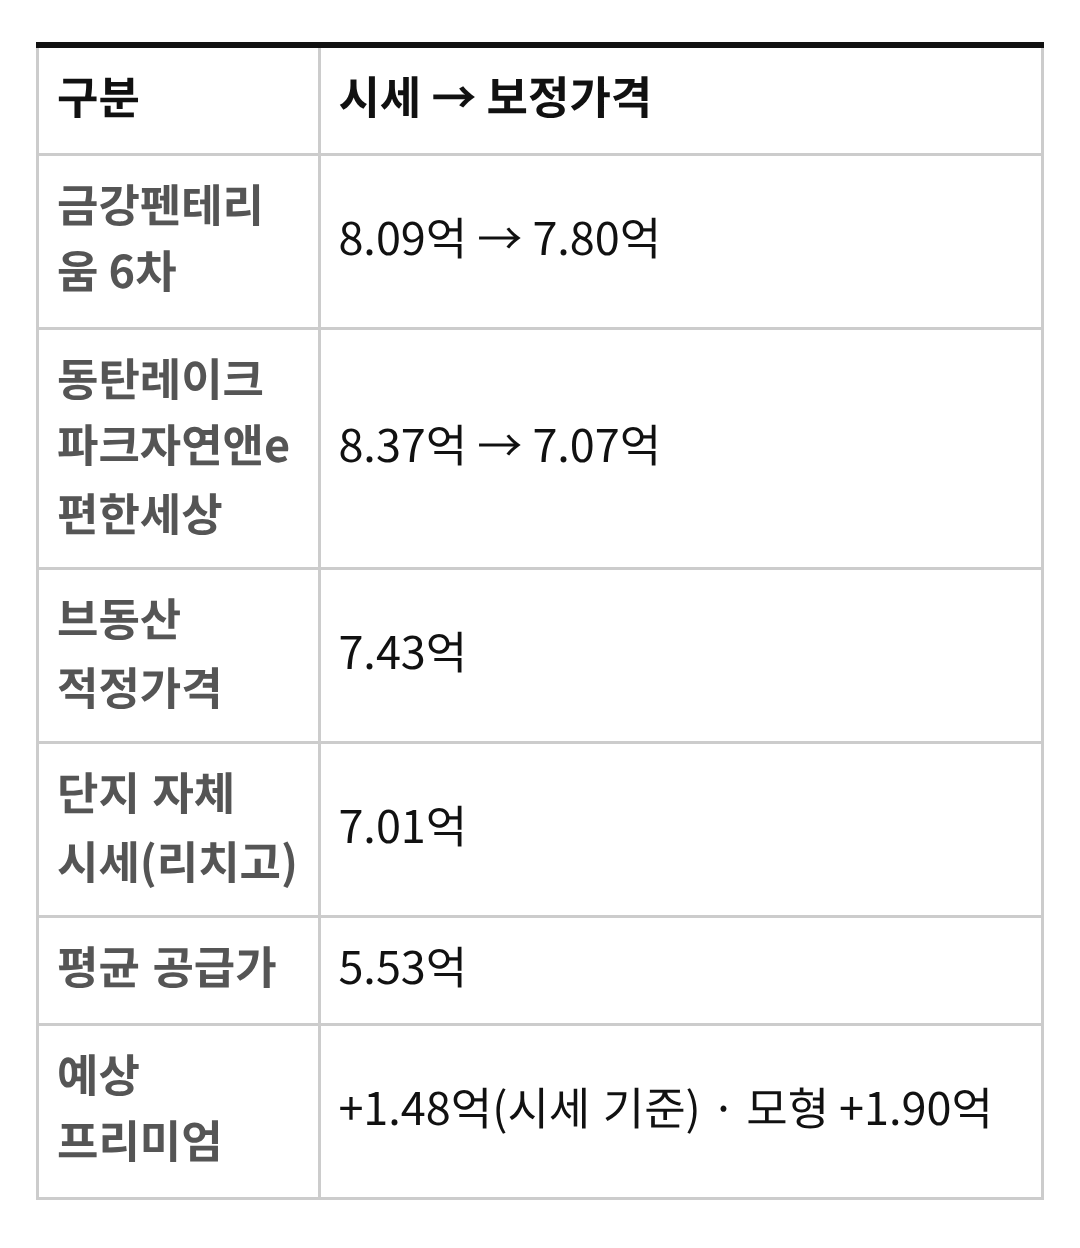 구분 시세 → 보정가격
금강펜테리
움 6차
8.09억 → 7.80억
동탄레이크
파크자연앤e
편한세상
8.37억 → 7.07억
브동산
적정가격
7.43억
단지 자체
시세(리치고)
7.01억
평균 공급가 5.53억
예상
프리미엄
+1.48억(시세 기준) · 모형 +1.90억